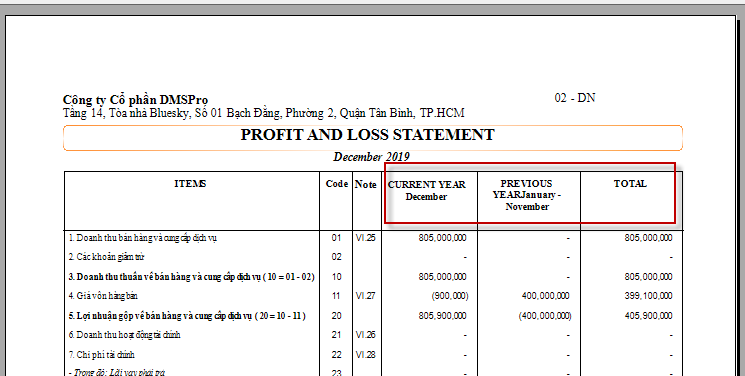 Công ty Cổ phần DMSPro
02 - DN
Tầng 14, Tòa nhà Bluesky, Số 01 Bạch Đằng, Phường 2, Quận Tân Bình, TP.HCM
PROFIT AND LOSS STATEMENT
December 2019
ITEMS Code Note CURRENT YEAR December PREVIOUS YEARJanuary - November TOTAL
1. Doanh thu bán hàng và cung cấp dịch vụ 01 VI.25 805,000,000 - 805,000,000
2. Các khoản giảm trừ 02 - - -
3. Doanh thu thuần về bán hàng và cung cấp dịch vụ ( 10 = 01 - 02) 10 805,000,000 - 805,000,000
4. Giá vốn hàng bán 11 VI.27 (900,000) 400,000,000 399,100,000
5. Lợi nhuận gộp về bán hàng và cung cấp dịch vụ ( 20 = 10 - 11 ) 20 805,900,000 (400,000,000) 405,900,000
6. Doanh thu hoạt động tài chính 21 VI.26 - - -
7. Chi phí tài chính 22 VI.28 - - -
- Trong đó: Lãi vay phải trả 23 - - -